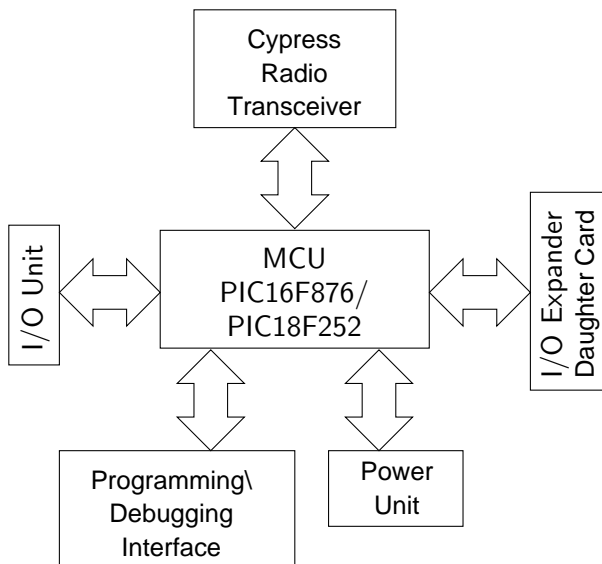 Cypress
Radio
Transceiver
I/O Unit
MCU
PIC16F876/
PIC18F252
I/O Expander
Daughter Card
Programming\
Debugging
Interface
Power
Unit